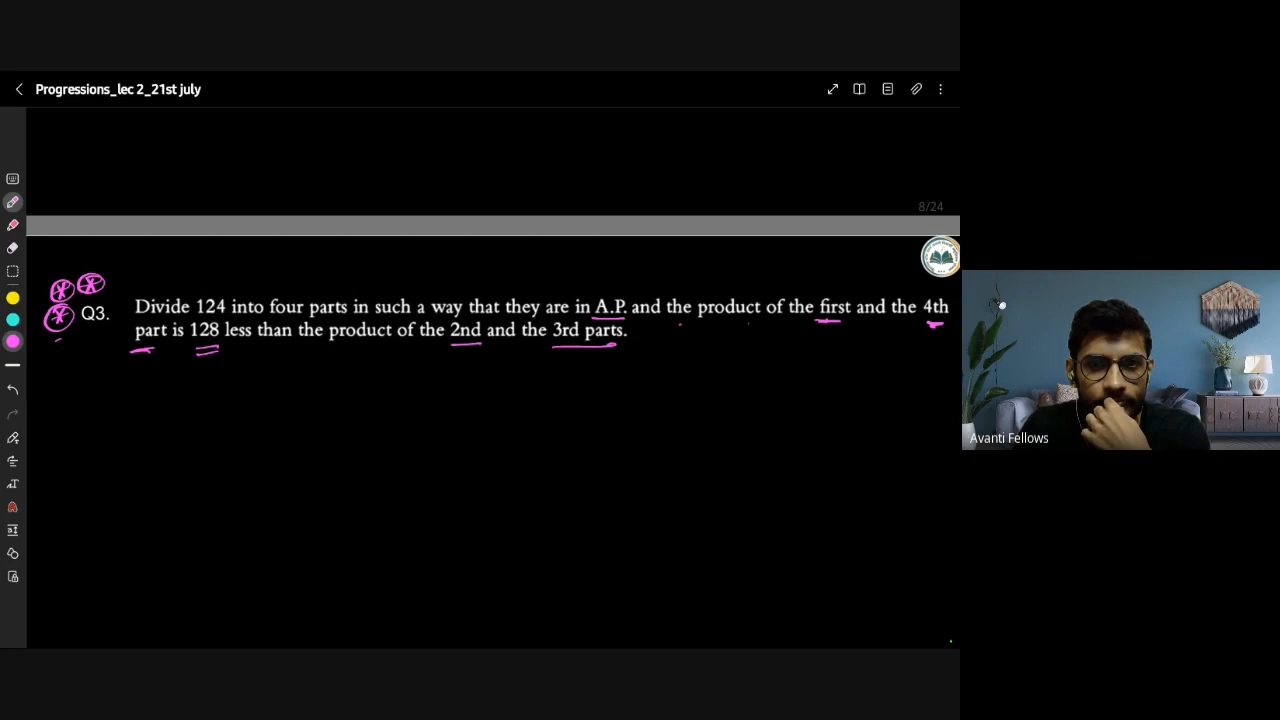 Progressions_lec 2_21st july
8/24
Q3. Divide 124 into four parts in such a way that they are in A.P. and the product of the first and the 4th
part is 128 less than the product of the 2nd and the 3rd parts.
Avanti Fellows